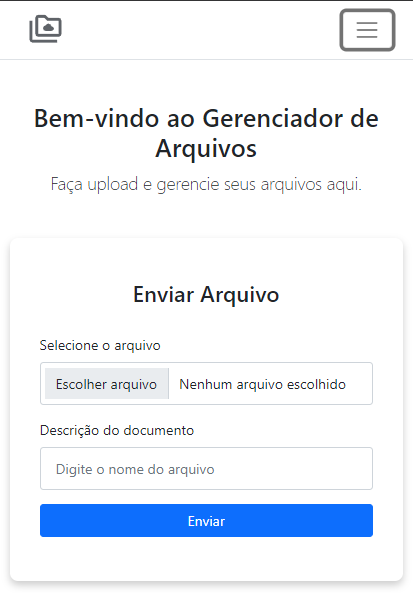 Bem-vindo ao Gerenciador de
Arquivos
Faça upload e gerencie seus arquivos aqui.
Enviar Arquivo
Selecione o arquivo
Escolher arquivo Nenhum arquivo escolhido
Descrição do documento
Digite o nome do arquivo
Enviar